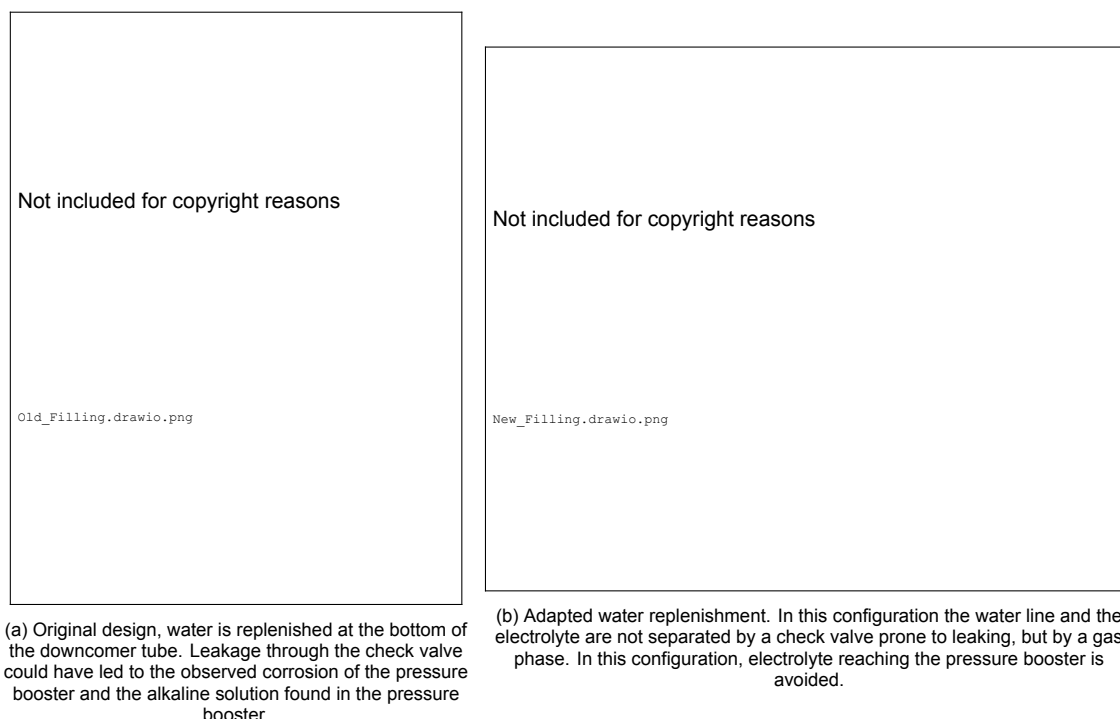 Not included for copyright reasons
Old_Filling.drawio.png
(a) Original design, water is replenished at the bottom of
the downcomer tube. Leakage through the check valve
could have led to the observed corrosion of the pressure
booster and the alkaline solution found in the pressure
booster
Not included for copyright reasons
New_Filling.drawio.png
(b) Adapted water replenishment. In this configuration the water line and the
electrolyte are not separated by a check valve prone to leaking, but by a gas
phase. In this configuration, electrolyte reaching the pressure booster is
avoided.